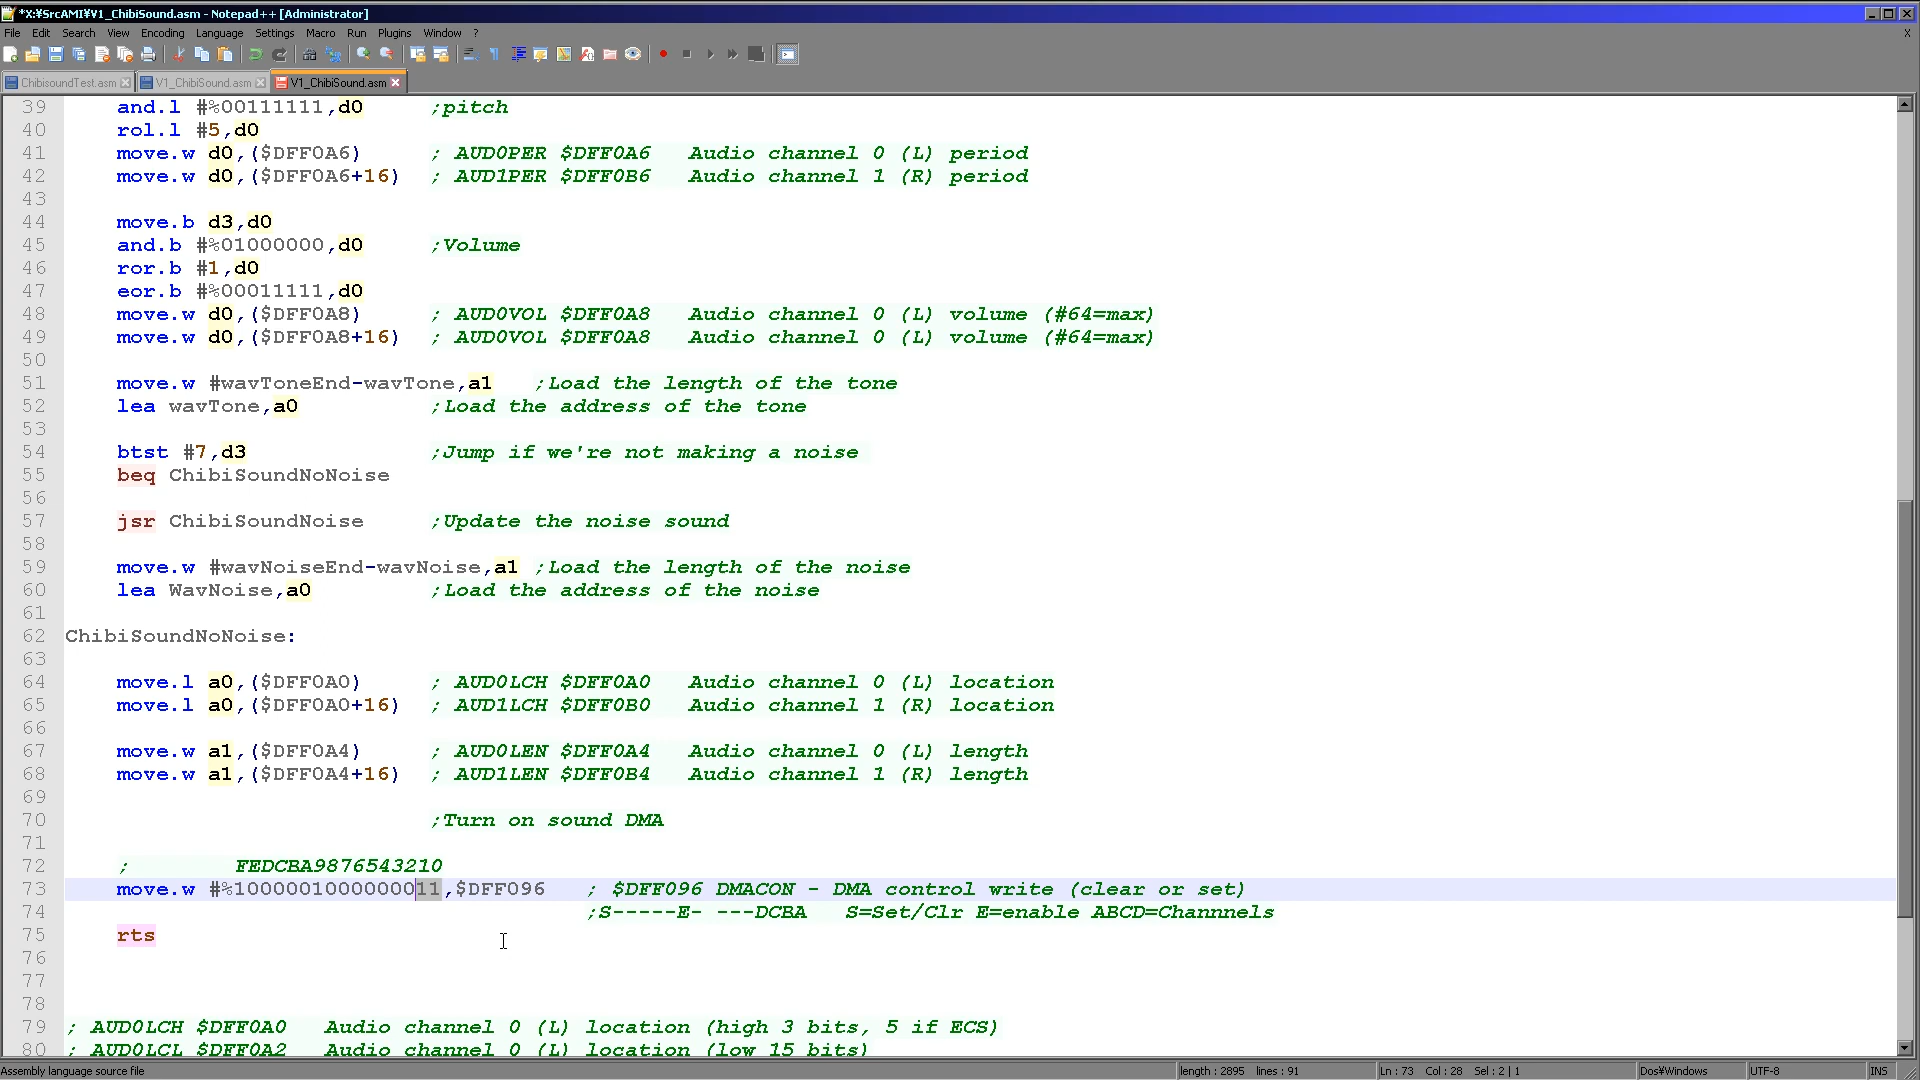 *X:¥SrcAMI¥V1_ChibiSound.asm - Notepad++ [Administrator]
File Edit Search View Encoding Language Settings Macro Run Plugins Window ? X
ChibisoundTest.asm V1_ChibiSound.asm V1_ChibiSound.asm
39 and.l #%00111111,d0 ;pitch
40 rol.l #5,d0
41 move.w d0,($DFF0A6) ; AUD0PER $DFF0A6 Audio channel 0 (L) period
42 move.w d0,($DFF0A6+16) ; AUD1PER $DFF0B6 Audio channel 1 (R) period
43
44 move.b d3,d0
45 and.b #%01000000,d0 ;Volume
46 ror.b #1,d0
47 eor.b #%00011111,d0
48 move.w d0,($DFF0A8) ; AUD0VOL $DFF0A8 Audio channel 0 (L) volume (#64=max)
49 move.w d0,($DFF0A8+16) ; AUD0VOL $DFF0A8 Audio channel 0 (L) volume (#64=max)
50
51 move.w #wavToneEnd-wavTone,a1 ;Load the length of the tone
52 lea wavTone,a0 ;Load the address of the tone
53
54 btst #7,d3 ;Jump if we're not making a noise
55 beq ChibiSoundNoNoise
56
57 jsr ChibiSoundNoise ;Update the noise sound
58
59 move.w #wavNoiseEnd-wavNoise,a1 ;Load the length of the noise
60 lea WavNoise,a0 ;Load the address of the noise
61
62 ChibiSoundNoNoise:
63
64 move.l a0,($DFF0A0) ; AUD0LCH $DFF0A0 Audio channel 0 (L) location
65 move.l a0,($DFF0A0+16) ; AUD1LCH $DFF0B0 Audio channel 1 (R) location
66
67 move.w a1,($DFF0A4) ; AUD0LEN $DFF0A4 Audio channel 0 (L) length
68 move.w a1,($DFF0A4+16) ; AUD1LEN $DFF0B4 Audio channel 1 (R) length
69
70 ;Turn on sound DMA
71
72 ; FEDCBA9876543210
73 move.w #%1000001000000011,$DFF096 ; $DFF096 DMACON - DMA control write (clear or set)
74 ;S-----E- ---DCBA S=Set/Clr E=enable ABCD=Channnels
75 rts
76
77
78
79 ; AUD0LCH $DFF0A0 Audio channel 0 (L) location (high 3 bits, 5 if ECS)
80 ; AUD0LCL $DFF0A2 Audio channel 0 (L) location (low 15 bits)
Assembly language source file length : 2895 lines : 91 Ln : 73 Col : 28 Sel : 2 | 1 Dos¥Windows UTF-8 INS